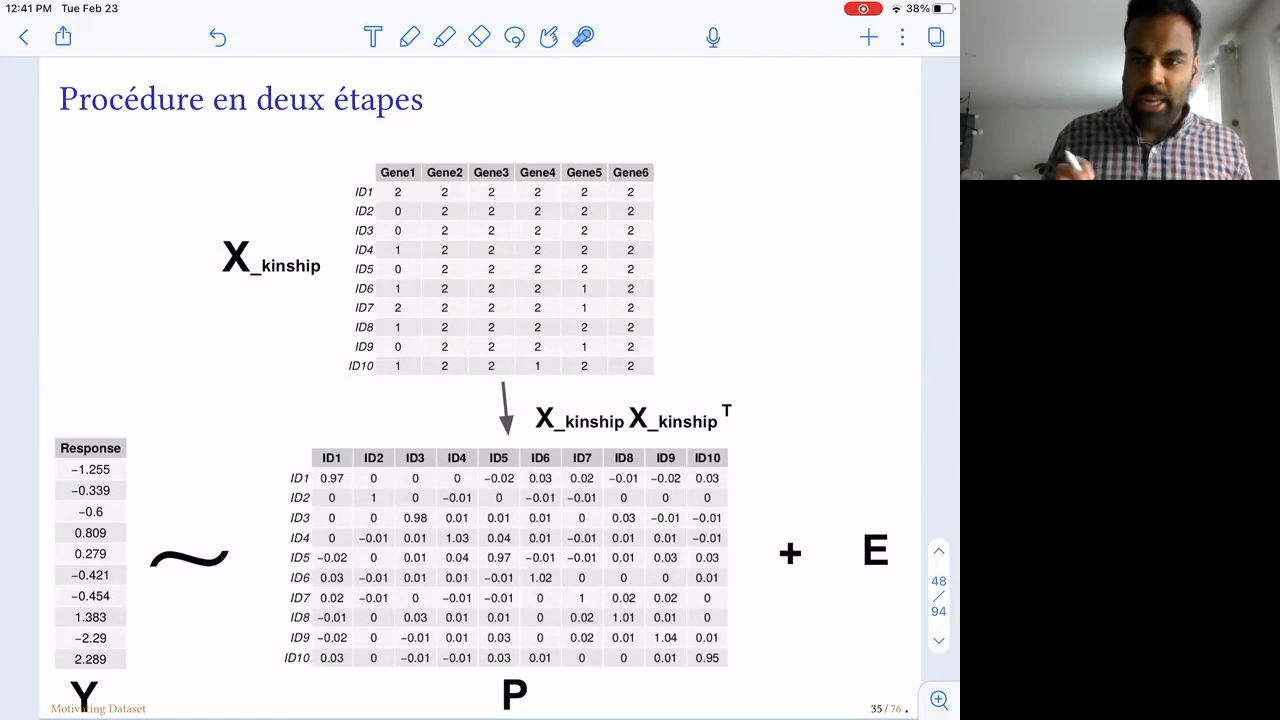 12:41 PM Tue Feb 23
38%
Procédure en deux étapes
Gene1 Gene2 Gene3 Gene4 Gene5 Gene6
ID1 2 2 2 2 2 2
ID2 0 2 2 2 2 2
ID3 0 2 2 2 2 2
ID4 1 2 2 2 2 2
ID5 0 2 2 2 2 2
ID6 1 2 2 2 1 2
ID7 2 2 2 2 1 2
ID8 1 2 2 2 2 2
ID9 0 2 2 2 1 2
ID10 1 2 2 1 2 2
X_kinship
X_kinship X_kinship T
Response
−1.255
−0.339
−0.6
0.809
0.279
−0.421
−0.454
1.383
−2.29
2.289
Y
~
ID1 ID2 ID3 ID4 ID5 ID6 ID7 ID8 ID9 ID10
ID1 0.97 0 0 0 −0.02 0.03 0.02 −0.01 −0.02 0.03
ID2 0 1 0 −0.01 0 −0.01 −0.01 0 0 0
ID3 0 0 0.98 0.01 0.01 0.01 0 0.03 −0.01 −0.01
ID4 0 −0.01 0.01 1.03 0.04 0.01 −0.01 0.01 0.01 −0.01
ID5 −0.02 0 0.01 0.04 0.97 −0.01 −0.01 0.01 0.03 0.03
ID6 0.03 −0.01 0.01 0.01 −0.01 1.02 0 0 0 0.01
ID7 0.02 −0.01 0 −0.01 −0.01 0 1 0.02 0.02 0
ID8 −0.01 0 0.03 0.01 0.01 0 0.02 1.01 0.01 0
ID9 −0.02 0 −0.01 0.01 0.03 0 0.02 0.01 1.04 0.01
ID10 0.03 0 −0.01 −0.01 0.03 0.01 0 0 0.01 0.95
P
+ E
48
/
94
Motivating Dataset
35 / 76 .